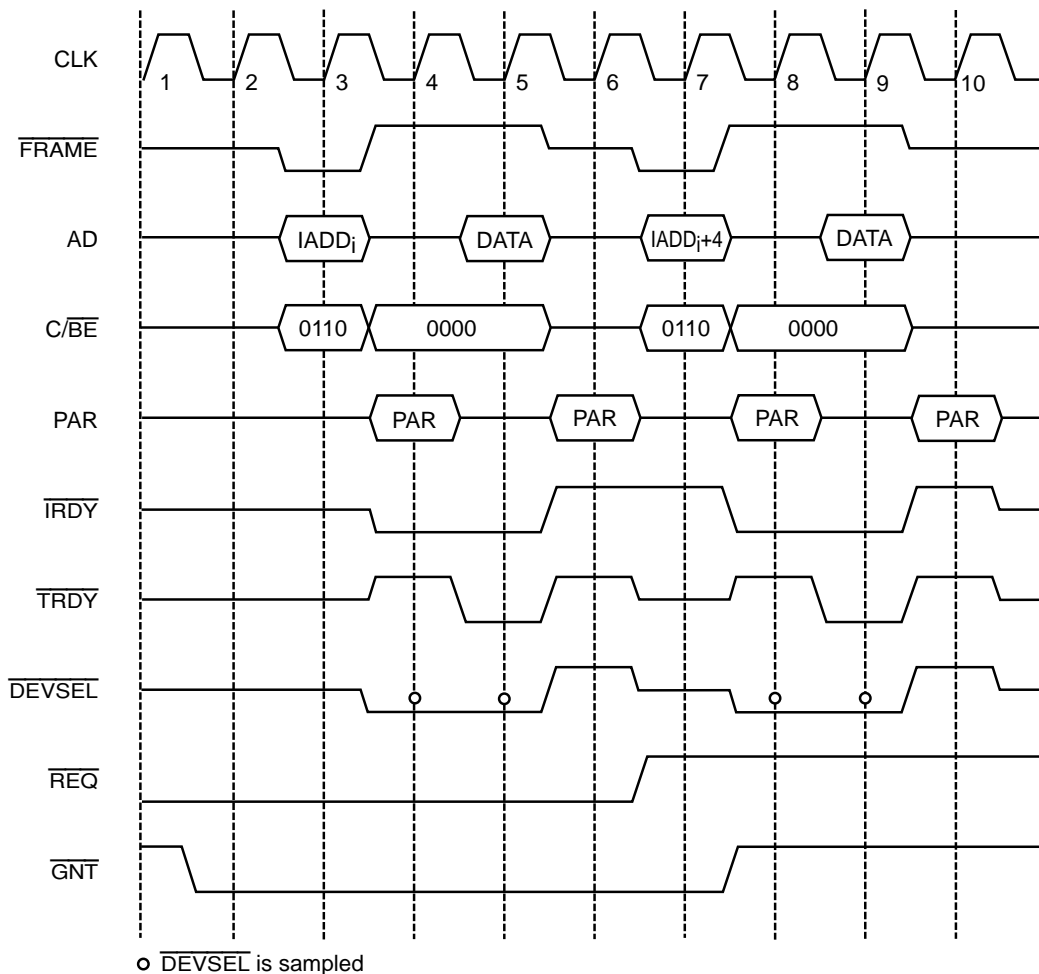 CLK
1 2 3 4 5 6 7 8 9 10
FRAME
AD IADDi DATA IADDi+4 DATA
C/BE 0110 0000 0110 0000
PAR PAR PAR PAR PAR
IRDY
TRDY
DEVSEL
REQ
GNT
DEVSEL is sampled